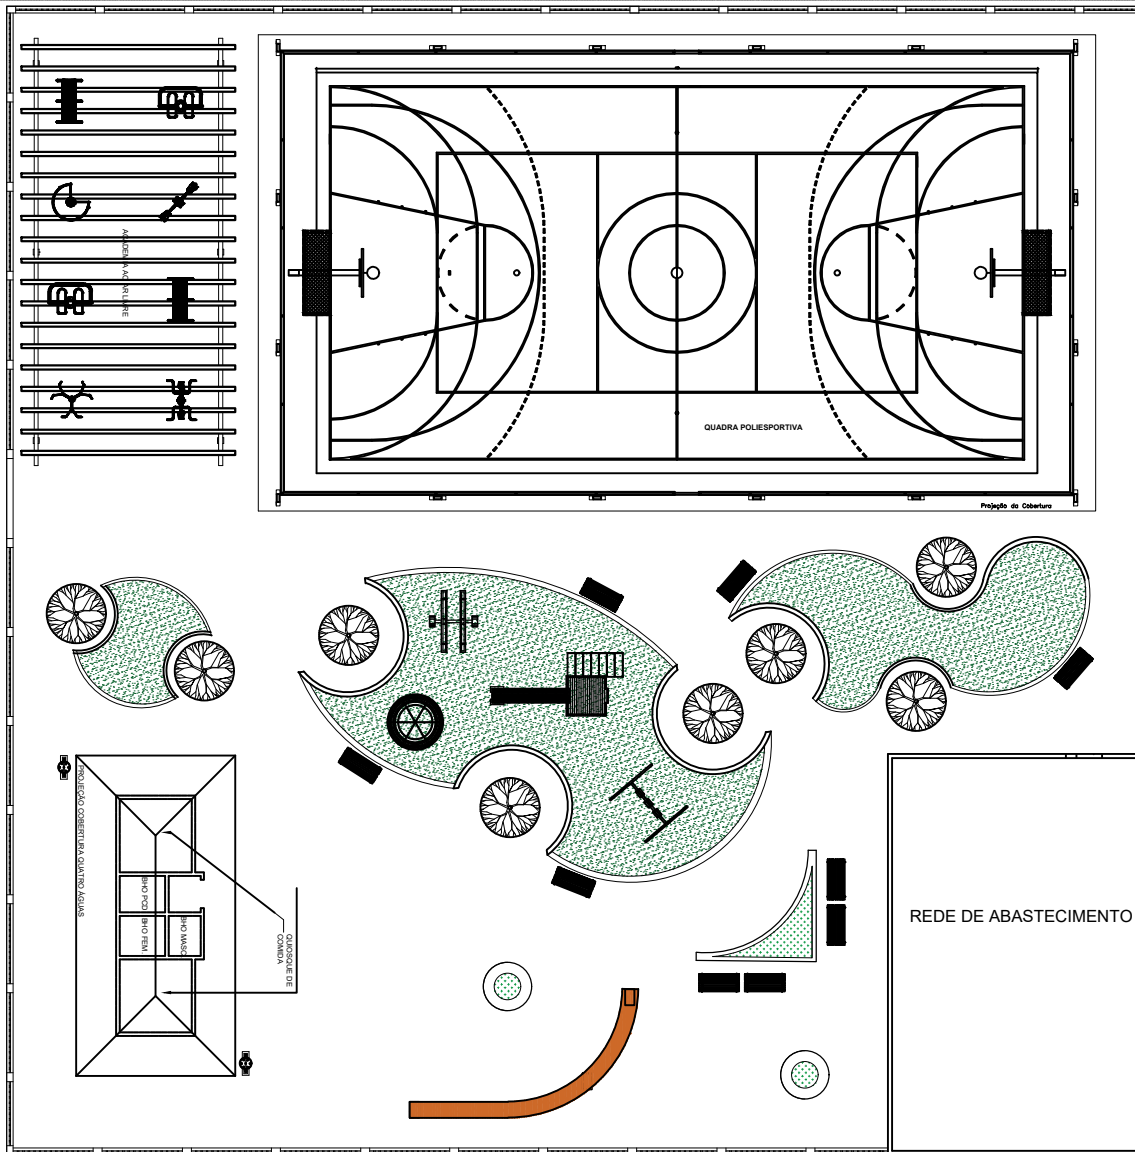 ACADEMIA AO AR LIVRE
QUADRA POLIESPORTIVA
Projeção da Cobertura
PROJEÇÃO COBERTURA QUATRO ÁGUAS
BHO PCD
BHO FEM.
BHO MASC
QUIOSQUE DE
COMIDA
REDE DE ABASTECIMENTO